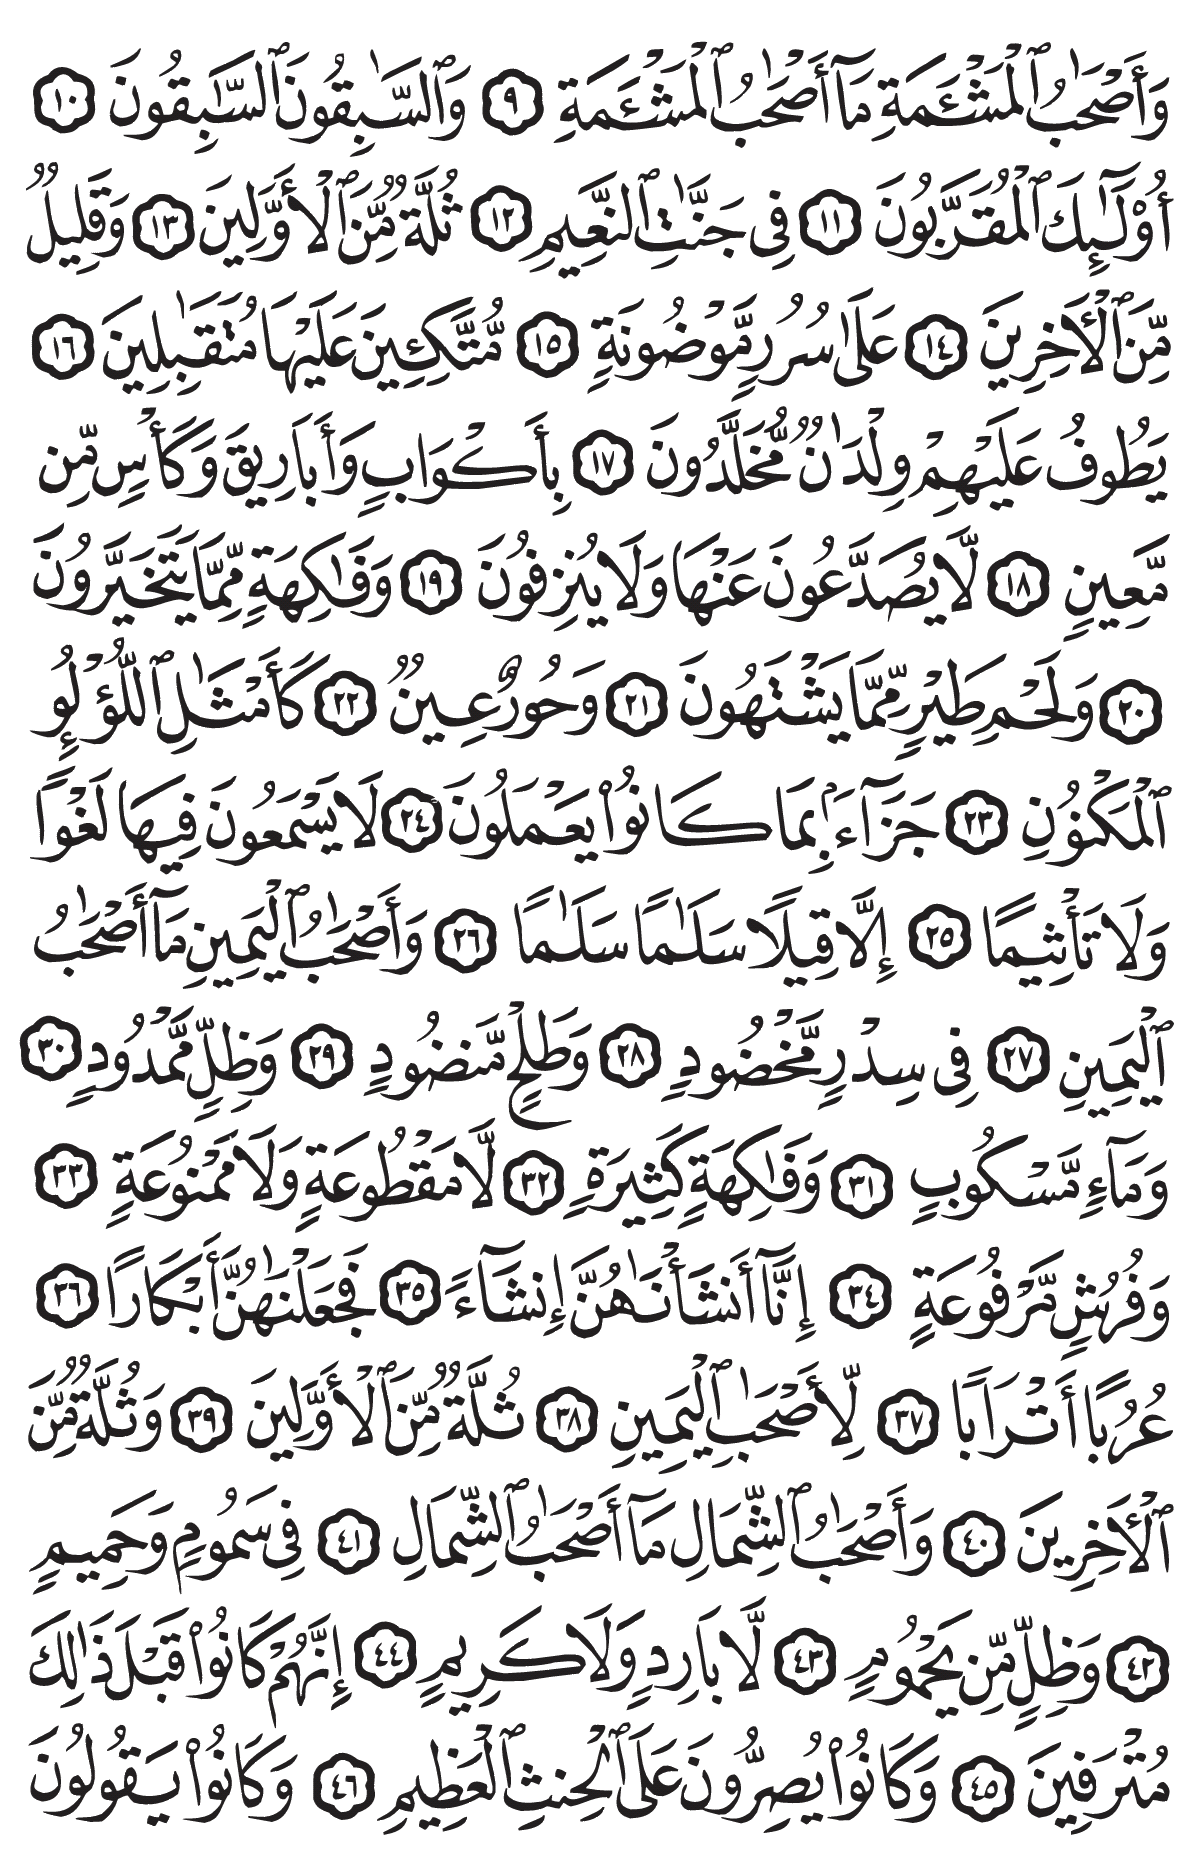 وَأَصْحَٰبُ ٱلْمَشْـَٔمَةِ مَآ أَصْحَٰبُ ٱلْمَشْـَٔمَةِ ٩ وَٱلسَّٰبِقُونَ ٱلسَّٰبِقُونَ ١٠
أُو۟لَٰٓئِكَ ٱلْمُقَرَّبُونَ ١١ فِى جَنَّٰتِ ٱلنَّعِيمِ ١٢ ثُلَّةٌ مِّنَ ٱلْأَوَّلِينَ ١٣ وَقَلِيلٌ
مِّنَ ٱلْءَاخِرِينَ ١٤ عَلَىٰ سُرُرٍ مَّوْضُونَةٍ ١٥ مُّتَّكِـِٔينَ عَلَيْهَا مُتَقَٰبِلِينَ ١٦
يَطُوفُ عَلَيْهِمْ وِلْدَٰنٌ مُّخَلَّدُونَ ١٧ بِأَكْوَابٍ وَأَبَارِيقَ وَكَأْسٍ مِّن
مَّعِينٍ ١٨ لَّا يُصَدَّعُونَ عَنْهَا وَلَا يُنزِفُونَ ١٩ وَفَٰكِهَةٍ مِّمَّا يَتَخَيَّرُونَ
٢٠ وَلَحْمِ طَيْرٍ مِّمَّا يَشْتَهُونَ ٢١ وَحُورٌ عِينٌ ٢٢ كَأَمْثَٰلِ ٱللُّؤْلُوِٕ
ٱلْمَكْنُونِ ٢٣ جَزَآءًۢ بِمَا كَانُوا۟ يَعْمَلُونَ ٢٤ لَا يَسْمَعُونَ فِيهَا لَغْوًا
وَلَا تَأْثِيمًا ٢٥ إِلَّا قِيلًا سَلَٰمًا سَلَٰمًا ٢٦ وَأَصْحَٰبُ ٱلْيَمِينِ مَآ أَصْحَٰبُ
ٱلْيَمِينِ ٢٧ فِى سِدْرٍ مَّخْضُودٍ ٢٨ وَطَلْحٍ مَّنضُودٍ ٢٩ وَظِلٍّ مَّمْدُودٍ ٣٠
وَمَآءٍ مَّسْكُوبٍ ٣١ وَفَٰكِهَةٍ كَثِيرَةٍ ٣٢ لَّا مَقْطُوعَةٍ وَلَا مَمْنُوعَةٍ ٣٣
وَفُرُشٍ مَّرْفُوعَةٍ ٣٤ إِنَّآ أَنشَأْنَٰهُنَّ إِنشَآءً ٣٥ فَجَعَلْنَٰهُنَّ أَبْكَارًا ٣٦
عُرُبًا أَتْرَابًا ٣٧ لِّأَصْحَٰبِ ٱلْيَمِينِ ٣٨ ثُلَّةٌ مِّنَ ٱلْأَوَّلِينَ ٣٩ وَثُلَّةٌ مِّنَ
ٱلْءَاخِرِينَ ٤٠ وَأَصْحَٰبُ ٱلشِّمَالِ مَآ أَصْحَٰبُ ٱلشِّمَالِ ٤١ فِى سَمُومٍ وَحَمِيمٍ
٤٢ وَظِلٍّ مِّن يَحْمُومٍ ٤٣ لَّا بَارِدٍ وَلَا كَرِيمٍ ٤٤ إِنَّهُمْ كَانُوا۟ قَبْلَ ذَٰلِكَ
مُتْرَفِينَ ٤٥ وَكَانُوا۟ يُصِرُّونَ عَلَى ٱلْحِنثِ ٱلْعَظِيمِ ٤٦ وَكَانُوا۟ يَقُولُونَ